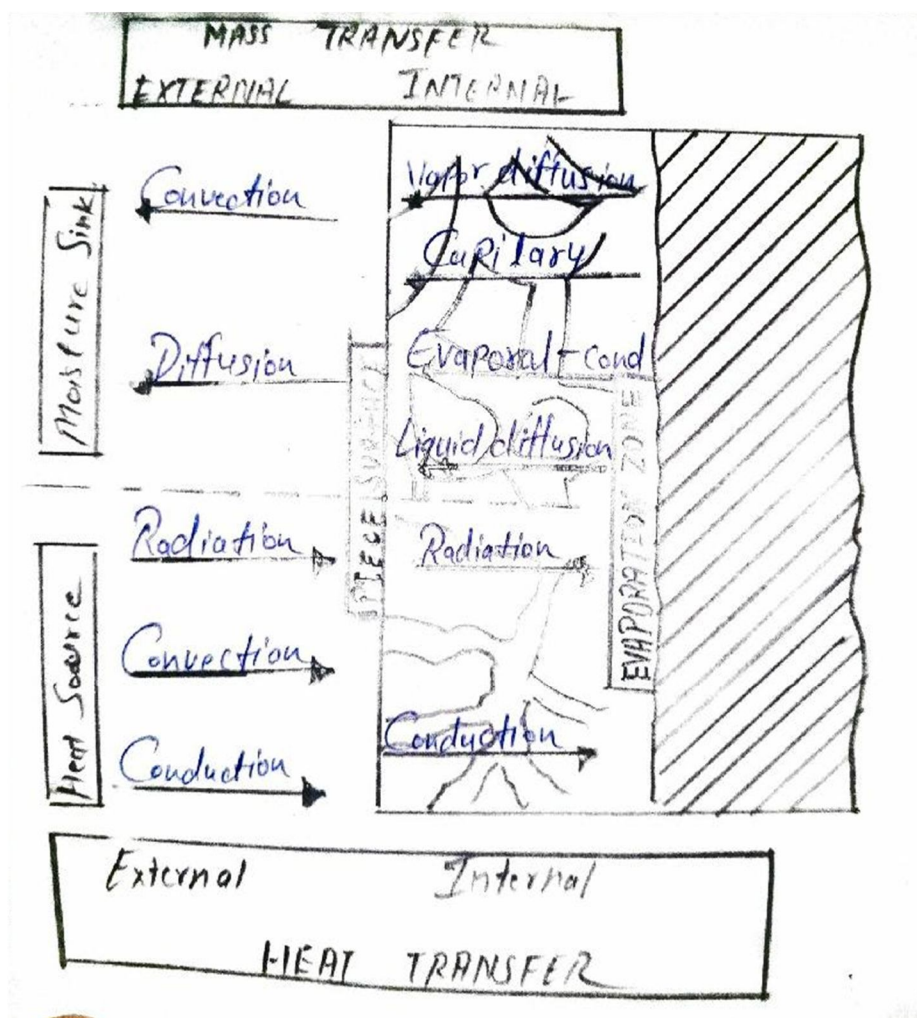 MASS TRANSFER
EXTERNAL INTERNAL
Convection
Vapor diffusion
Capilary
Moisture Sink
Diffusion
Evaporat-cond
Liquid diffusion
PIECE SURFACE
EVAPORATION ZONE
Radiation
Radiation
Convection
Heat Source
Conduction
Conduction
External Internal
HEAT TRANSFER